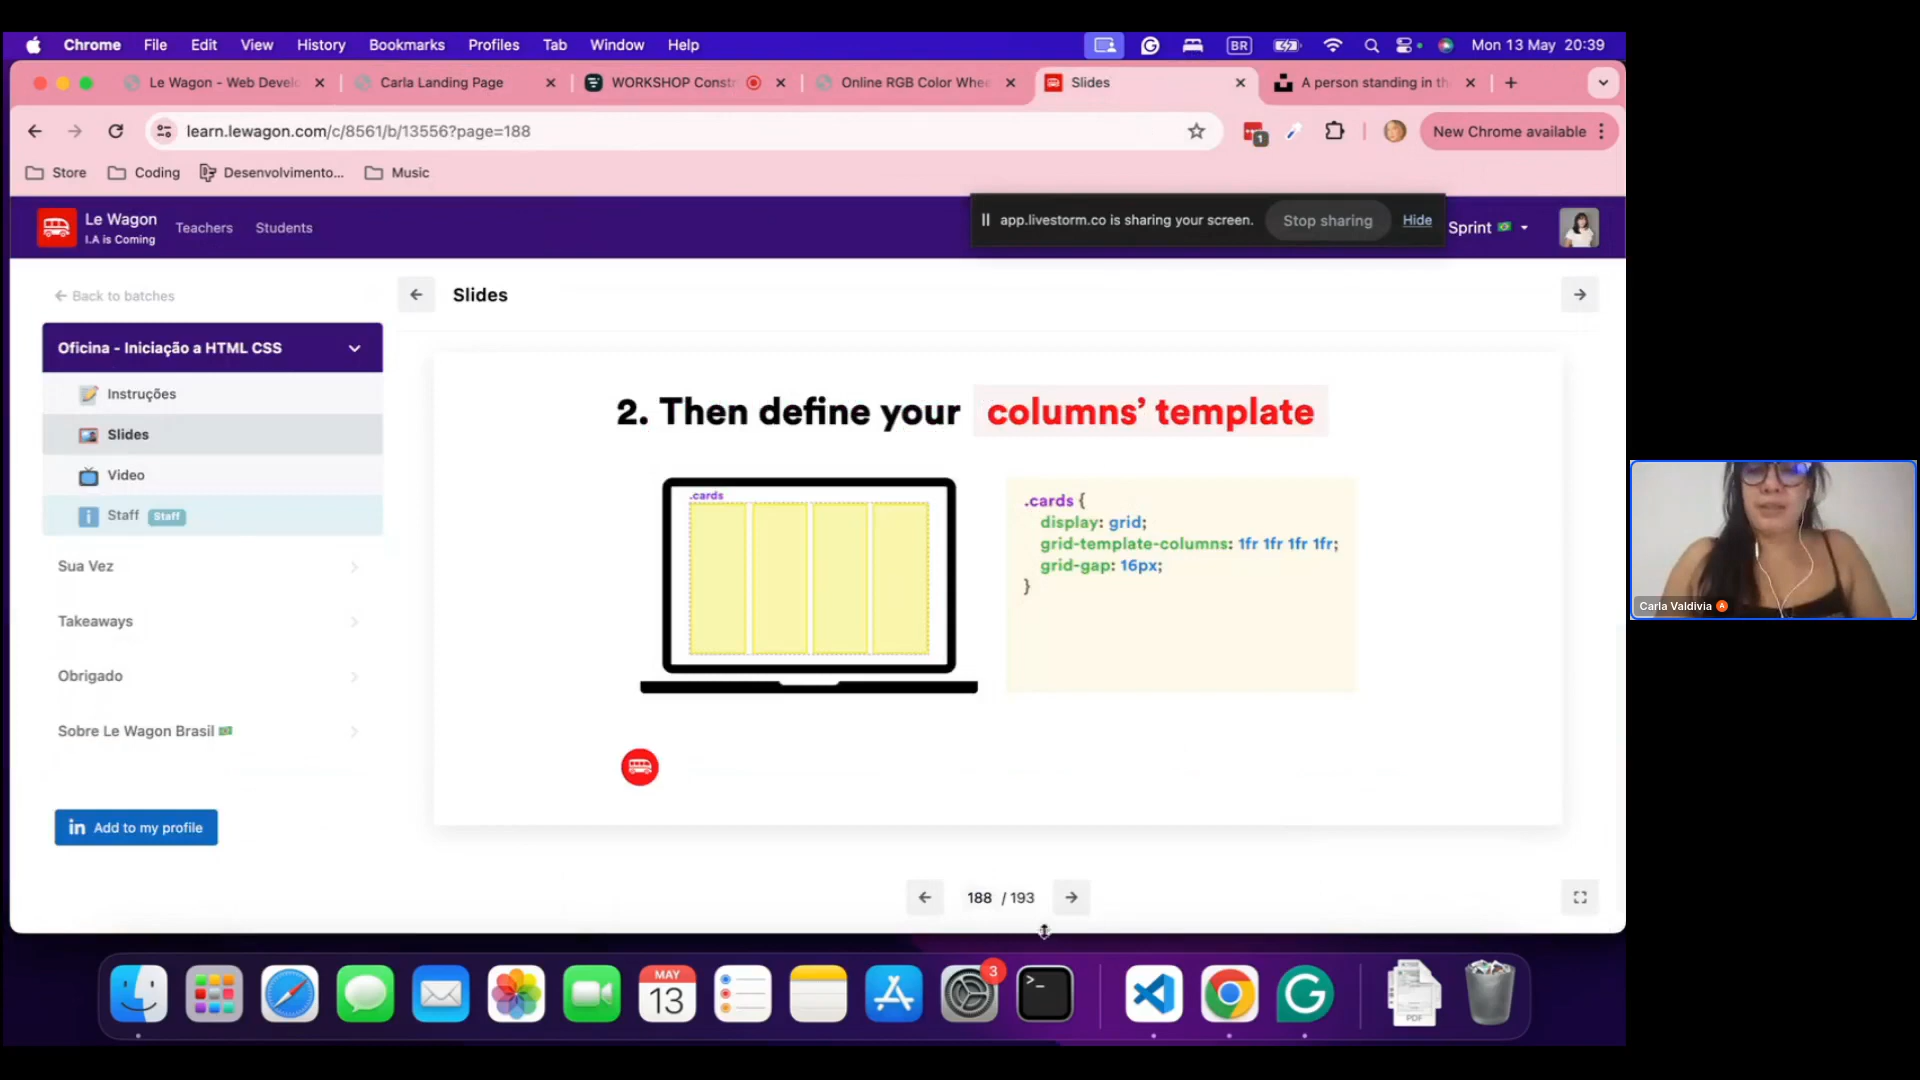 Chrome File Edit View History Bookmarks Profiles Tab Window Help BR Mon 13 May 20:39
Le Wagon - Web Develo
Carla Landing Page
WORKSHOP Constr
Online RGB Color Whee
Slides
A person standing in th
learn.lewagon.com/c/8561/b/13556?page=188
1
New Chrome available
Store
Coding
Desenvolvimento...
Music
Le Wagon
I.A is Coming
Teachers
Students
app.livestorm.co is sharing your screen.
Stop sharing
Hide
Sprint
Back to batches
Slides
Oficina - Iniciação a HTML CSS
Instruções
Slides
Video
Staff Staff
Sua Vez
Takeaways
Obrigado
Sobre Le Wagon Brasil
in Add to my profile
2. Then define your columns’ template
.cards
.cards {
display: grid;
grid-template-columns: 1fr 1fr 1fr 1fr;
grid-gap: 16px;
}
188 / 193
Carla Valdivia A
MAY
13
3
>_
PDF